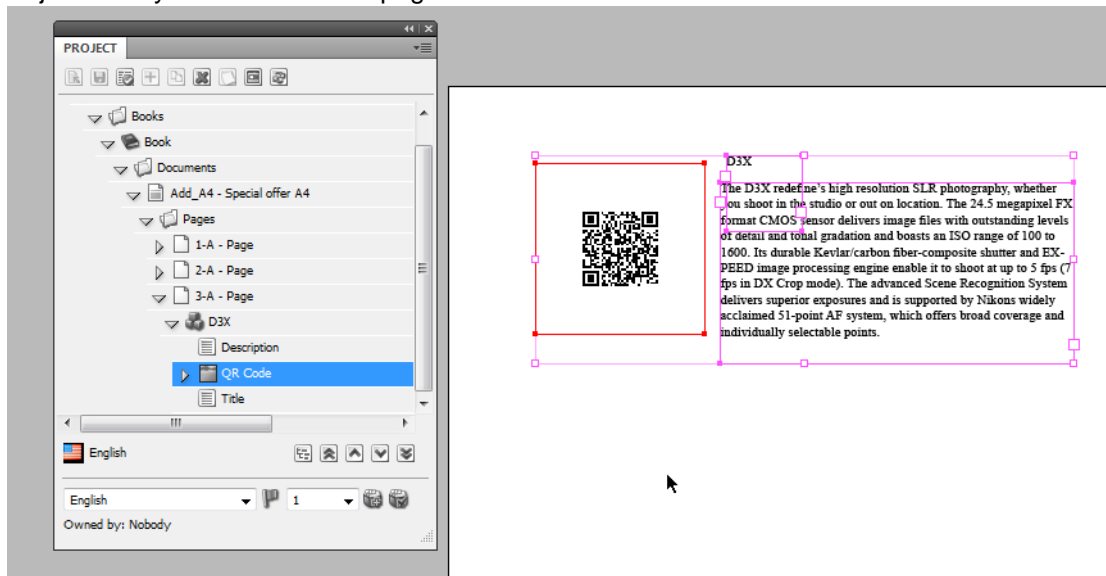 PROJECT
Books
Book
Documents
Add_A4 - Special offer A4
Pages
1-A - Page
2-A - Page
3-A - Page
D3X
Description
QR Code
Title
English
English
1
Owned by: Nobody
D3X
The D3X redefine's high resolution SLR photography, whether
you shoot in the studio or out on location. The 24.5 megapixel FX
format CMOS sensor delivers image files with outstanding levels
of detail and tonal gradation and boasts an ISO range of 100 to
1600. Its durable Kevlar/carbon fiber-composite shutter and EX-
PEED image processing engine enable it to shoot at up to 5 fps (7
fps in DX Crop mode). The advanced Scene Recognition System
delivers superior exposures and is supported by Nikons widely
acclaimed 51-point AF system, which offers broad coverage and
individually selectable points.